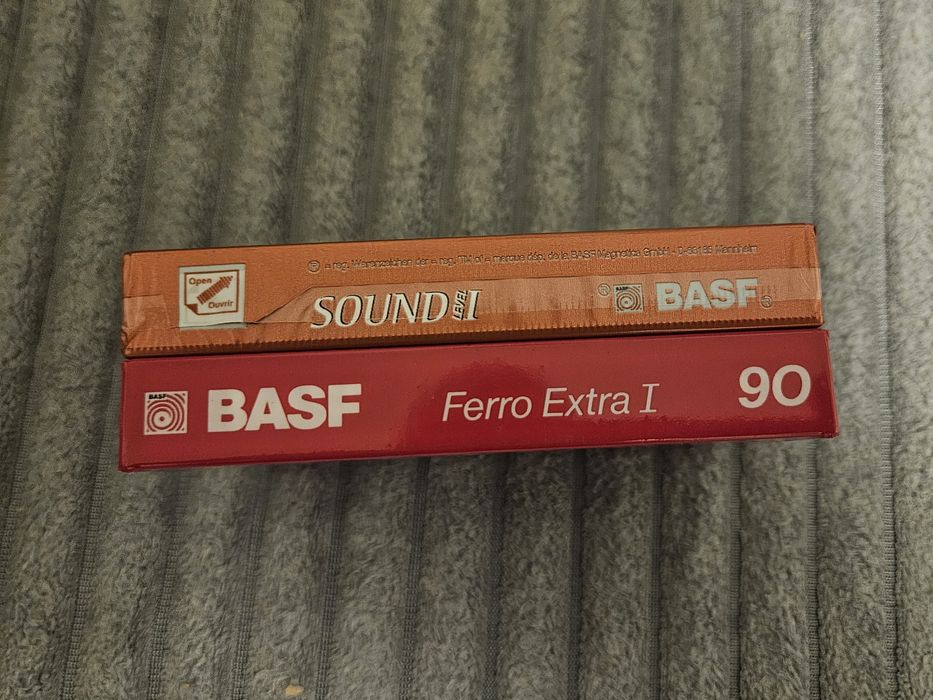 ® = reg. Warenzeichen der = reg. TM of = marque dép. de la BASF Magnetics GmbH - D-68165 Mannheim
Open
Ouvrir
SOUND LEVEL I
® BASF BASF
BASF BASF Ferro Extra I 90